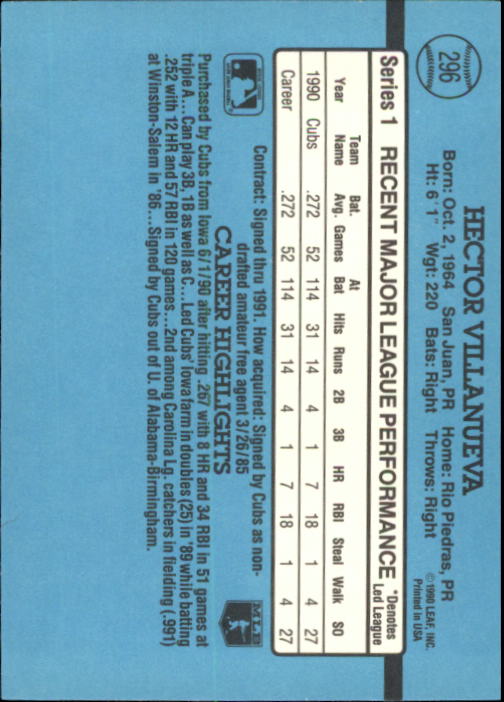 296
HECTOR VILLANUEVA
Born: Oct. 2, 1964 San Juan, PR Home: Rio Piedras, PR
Ht: 6'1" Wgt: 220 Bats: Right Throws: Right
© 1990 LEAF, INC.
Printed in USA
Series 1 RECENT MAJOR LEAGUE PERFORMANCE *Denotes Led League
Year Team Name Bat. Avg. Games At Bat Hits Runs 2B 3B HR RBI Steal Walk SO
1990 Cubs .272 52 114 31 14 4 1 7 18 1 4 27
Career .272 52 114 31 14 4 1 7 18 1 4 27
Contract: Signed thru 1991. How acquired: Signed by Cubs as non-
drafted amateur free agent 3/26/85
MLB
CAREER HIGHLIGHTS
Purchased by Cubs from Iowa 6/1/90 after hitting .267 with 8 HR and 34 RBI in 51 games at
triple A...Can play 3B, 1B as well as C...Led Cubs' Iowa farm in doubles (25) in '89 while batting
.252 with 12 HR and 57 RBI in 120 games...2nd among Carolina Lg. catchers in fielding (.991)
at Winston-Salem in '86...Signed by Cubs out of U. of Alabama-Birmingham.